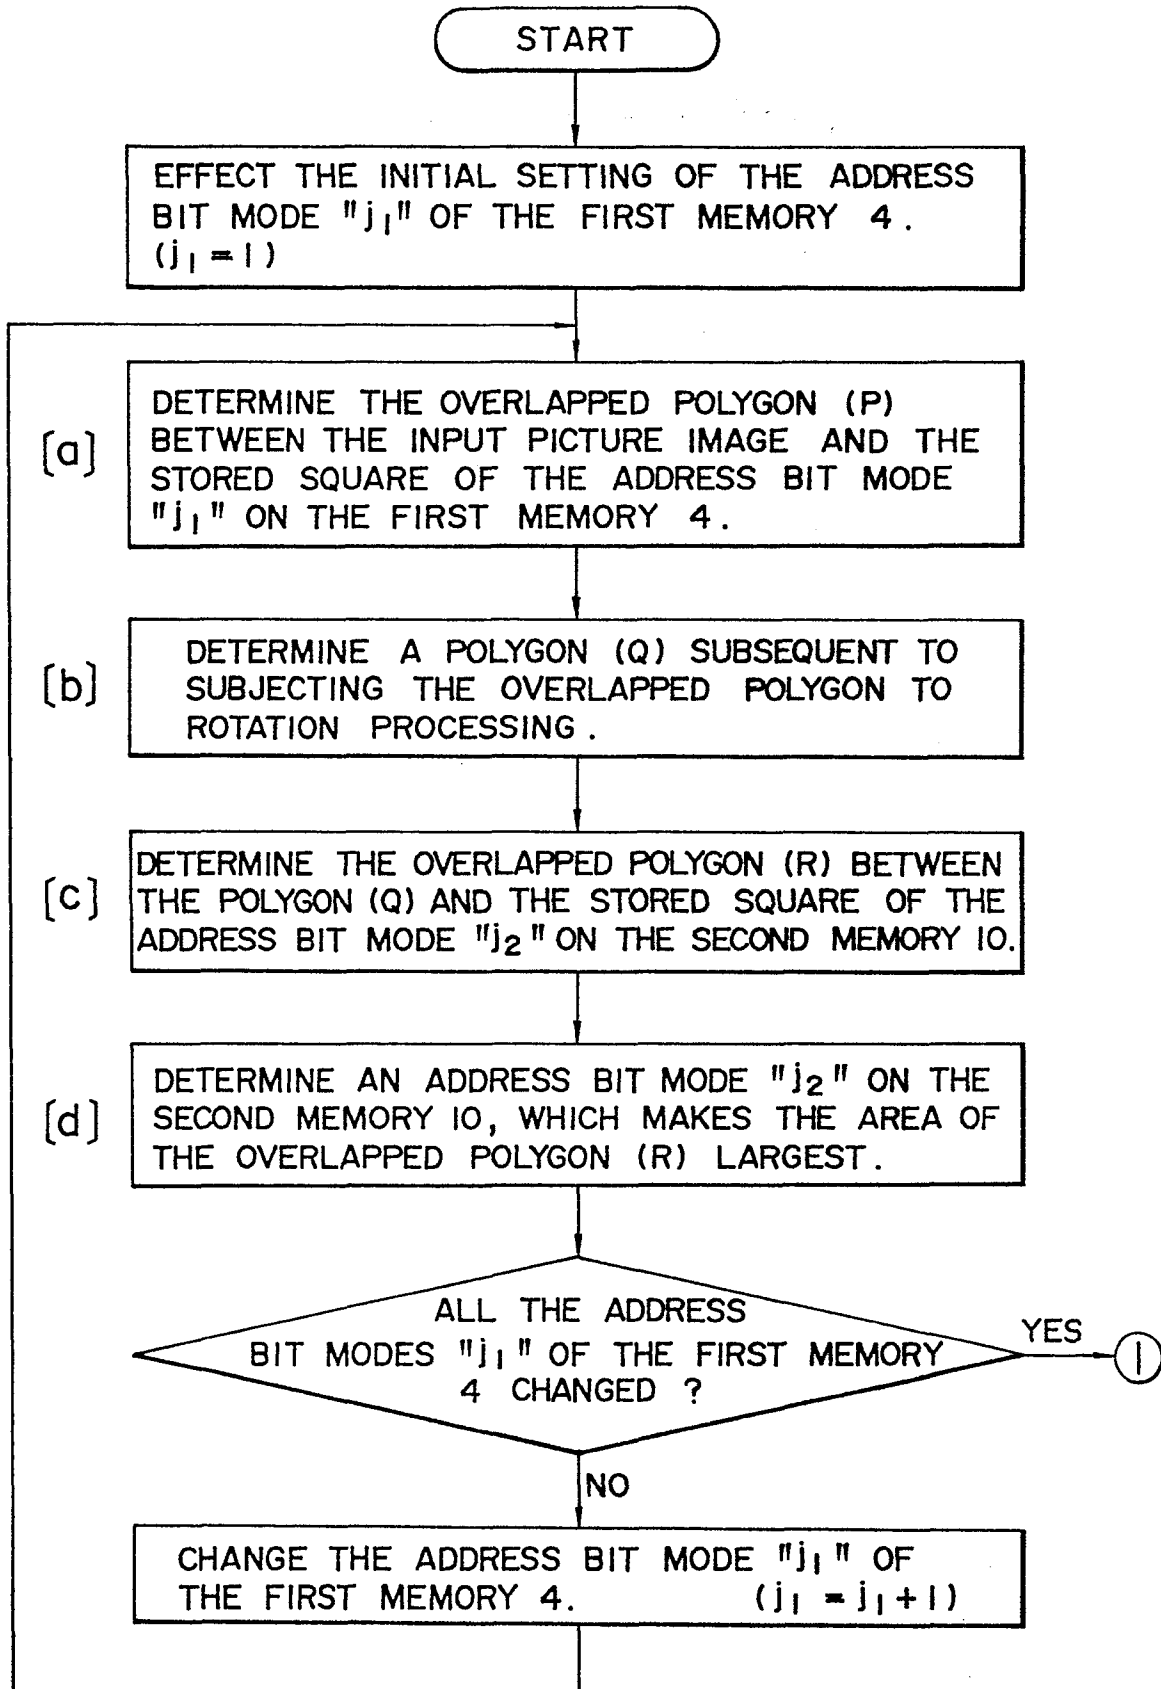 START
EFFECT THE INITIAL SETTING OF THE ADDRESS
BIT MODE "j₁" OF THE FIRST MEMORY 4.
(j₁ = 1)
[a]
DETERMINE THE OVERLAPPED POLYGON (P)
BETWEEN THE INPUT PICTURE IMAGE AND THE
STORED SQUARE OF THE ADDRESS BIT MODE
"j₁" ON THE FIRST MEMORY 4.
[b]
DETERMINE A POLYGON (Q) SUBSEQUENT TO
SUBJECTING THE OVERLAPPED POLYGON TO
ROTATION PROCESSING.
[c]
DETERMINE THE OVERLAPPED POLYGON (R) BETWEEN
THE POLYGON (Q) AND THE STORED SQUARE OF THE
ADDRESS BIT MODE "j₂" ON THE SECOND MEMORY 10.
[d]
DETERMINE AN ADDRESS BIT MODE "j₂" ON THE
SECOND MEMORY 10, WHICH MAKES THE AREA OF
THE OVERLAPPED POLYGON (R) LARGEST.
ALL THE ADDRESS
BIT MODES "j₁" OF THE FIRST MEMORY
4 CHANGED ?
YES
1
NO
CHANGE THE ADDRESS BIT MODE "j₁" OF
THE FIRST MEMORY 4. (j₁ = j₁ + 1)